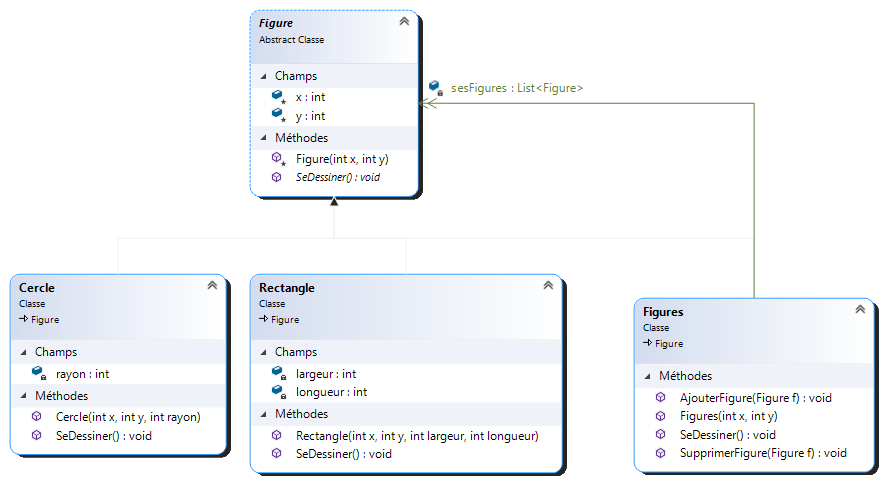 Figure
Abstract Classe
Champs
x : int
y : int
Méthodes
Figure(int x, int y)
SeDessiner() : void
sesFigures : List<Figure>
Cercle
Classe
Figure
Champs
rayon : int
Méthodes
Cercle(int x, int y, int rayon)
SeDessiner() : void
Rectangle
Classe
Figure
Champs
largeur : int
longueur : int
Méthodes
Rectangle(int x, int y, int largeur, int longueur)
SeDessiner() : void
Figures
Classe
Figure
Méthodes
AjouterFigure(Figure f) : void
Figures(int x, int y)
SeDessiner() : void
SupprimerFigure(Figure f) : void